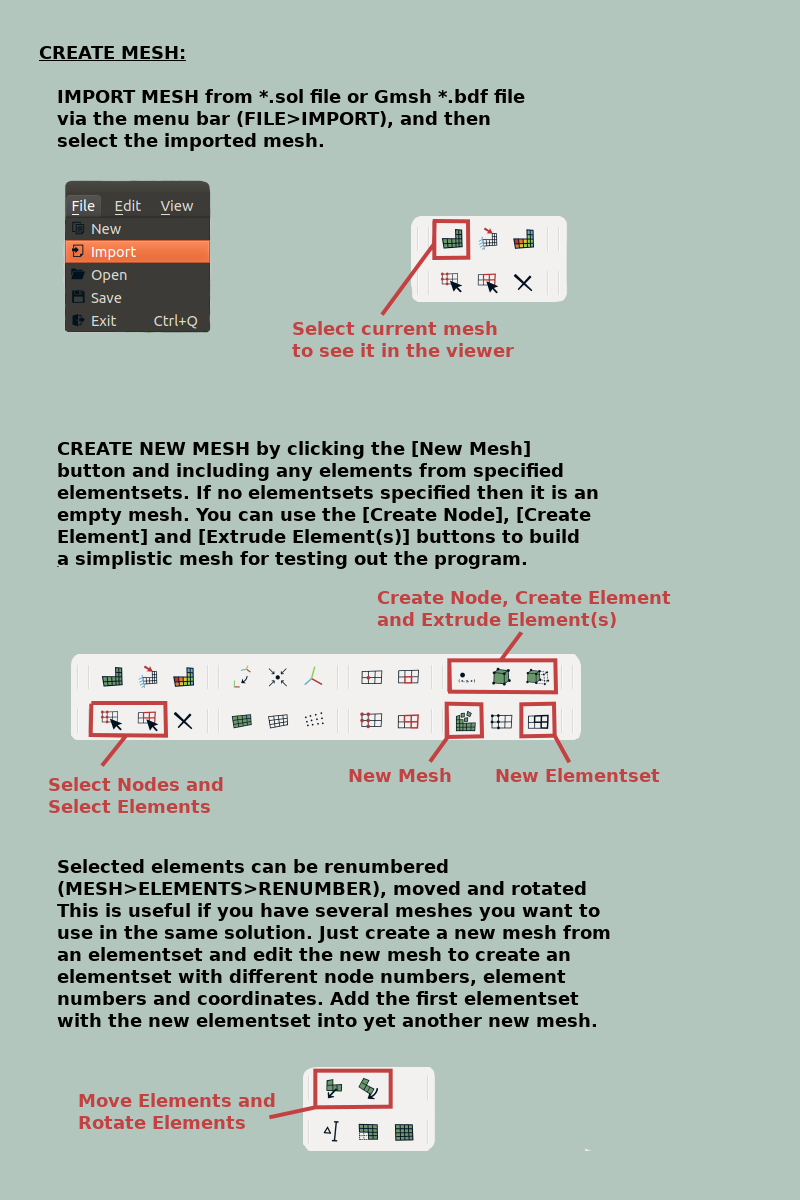 CREATE MESH:
IMPORT MESH from *.sol file or Gmsh *.bdf file
via the menu bar (FILE>IMPORT), and then
select the imported mesh.
File Edit View
New
Import
Open
Save
Exit Ctrl+Q
Select current mesh
to see it in the viewer
CREATE NEW MESH by clicking the [New Mesh]
button and including any elements from specified
elementsets. If no elementsets specified then it is an
empty mesh. You can use the [Create Node], [Create
Element] and [Extrude Element(s)] buttons to build
a simplistic mesh for testing out the program.
Create Node, Create Element
and Extrude Element(s)
Select Nodes and
Select Elements
New Mesh
New Elementset
Selected elements can be renumbered
(MESH>ELEMENTS>RENUMBER), moved and rotated
This is useful if you have several meshes you want to
use in the same solution. Just create a new mesh from
an elementset and edit the new mesh to create an
elementset with different node numbers, element
numbers and coordinates. Add the first elementset
with the new elementset into yet another new mesh.
Move Elements and
Rotate Elements